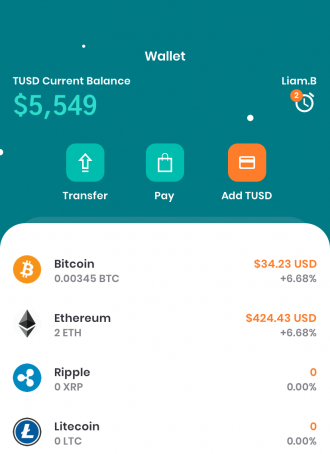 Wallet
TUSD Current Balance
Liam.B
$5,549
2
Transfer
Pay
Add TUSD
Bitcoin
$34.23 USD
0.00345 BTC
+6.68%
Ethereum
$424.43 USD
2 ETH
+6.68%
Ripple
0
0 XRP
0.00%
Litecoin
0
0 LTC
0.00%